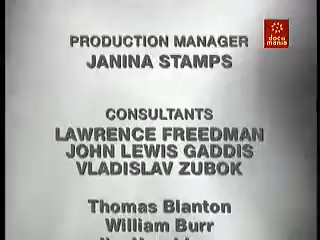 docu
mania
PRODUCTION MANAGER
JANINA STAMPS
CONSULTANTS
LAWRENCE FREEDMAN
JOHN LEWIS GADDIS
VLADISLAV ZUBOK
Thomas Blanton
William Burr